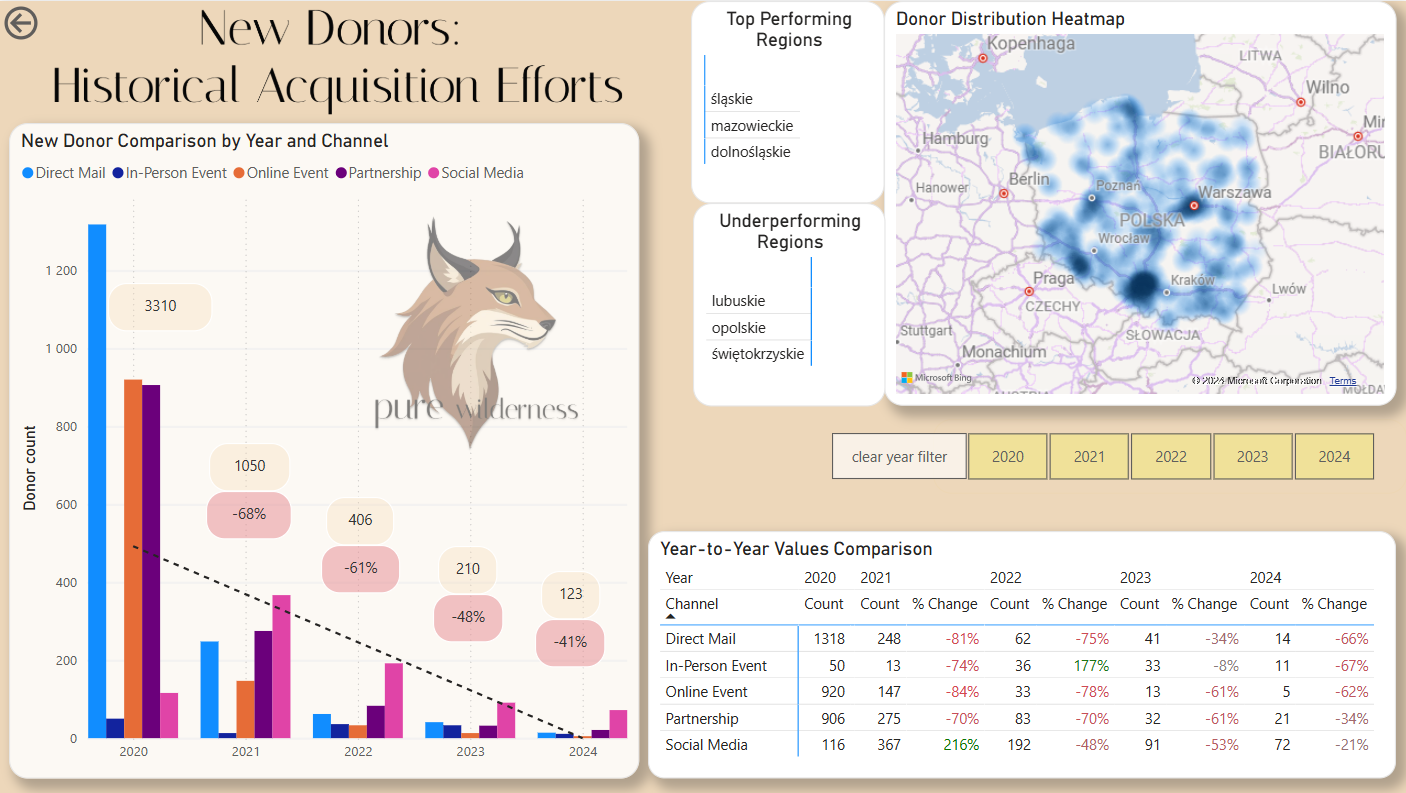 New Donors:
Historical Acquisition Efforts
New Donor Comparison by Year and Channel
Direct Mail In-Person Event Online Event Partnership Social Media
Donor count
1 200
1 000
800
600
400
200
0
3310
1050
-68%
406
-61%
210
-48%
123
-41%
pure wilderness
2020 2021 2022 2023 2024
Top Performing
Regions
śląskie
mazowieckie
dolnośląskie
Underperforming
Regions
lubuskie
opolskie
świętokrzyskie
Donor Distribution Heatmap
Kopenhaga
LITWA
Wilno
Hamburg
BIAŁORU
Hanower
Berlin
Poznań
Warszawa
POLSKA
Wrocław
Praga
Kraków
Lwów
CZECHY
Stuttgart
SŁOWACJA
Monachium
Microsoft Bing
© 2024 Microsoft Corporation Terms
clear year filter 2020 2021 2022 2023 2024
Year-to-Year Values Comparison
Year 2020 2021 2022 2023 2024
Channel Count Count % Change Count % Change Count % Change Count % Change
Direct Mail 1318 248 -81% 62 -75% 41 -34% 14 -66%
In-Person Event 50 13 -74% 36 177% 33 -8% 11 -67%
Online Event 920 147 -84% 33 -78% 13 -61% 5 -62%
Partnership 906 275 -70% 83 -70% 32 -61% 21 -34%
Social Media 116 367 216% 192 -48% 91 -53% 72 -21%